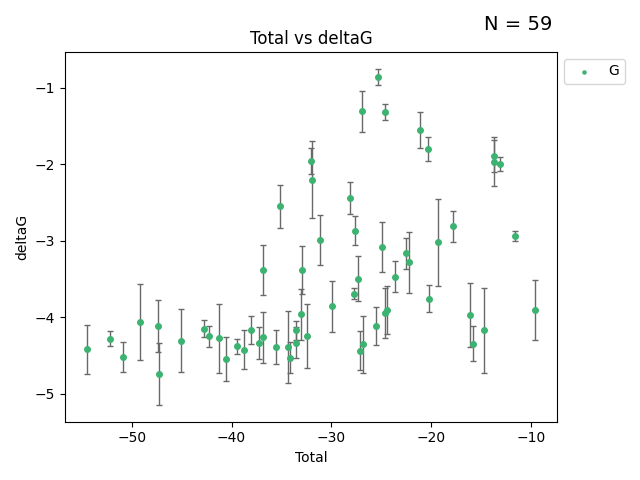 N = 59
Total vs deltaG
G
−1
−2
−3
−4
−5
deltaG
−50
−40
−30
−20
−10
Total